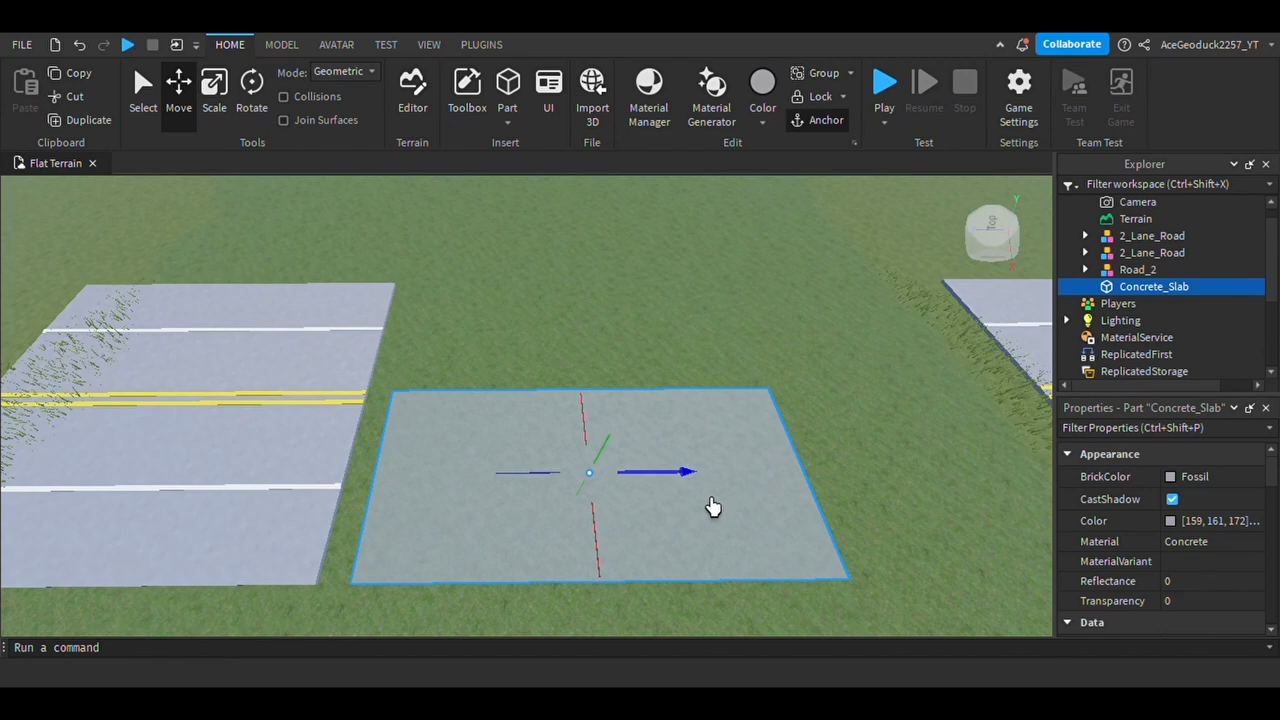 FILE HOME MODEL AVATAR TEST VIEW PLUGINS Collaborate AceGeoduck2257_YT
Paste Copy Cut Duplicate
Clipboard
Select Move Scale Rotate Mode: Geometric
Collisions
Join Surfaces
Tools
Editor
Terrain
Toolbox Part UI
Insert
Import
3D
File
Material
Manager
Material
Generator
Color
Group
Lock
Anchor
Edit
Play Resume Stop
Test
Game
Settings
Settings
Team
Test
Exit
Game
Team Test
Flat Terrain
Top
Y
X
Explorer
Filter workspace (Ctrl+Shift+X)
Camera
Terrain
2_Lane_Road
2_Lane_Road
Road_2
Concrete_Slab
Players
Lighting
MaterialService
ReplicatedFirst
ReplicatedStorage
Properties - Part "Concrete_Slab"
Filter Properties (Ctrl+Shift+P)
Appearance
BrickColor Fossil
CastShadow
Color [159, 161, 172]...
Material Concrete
MaterialVariant
Reflectance 0
Transparency 0
Data
Run a command